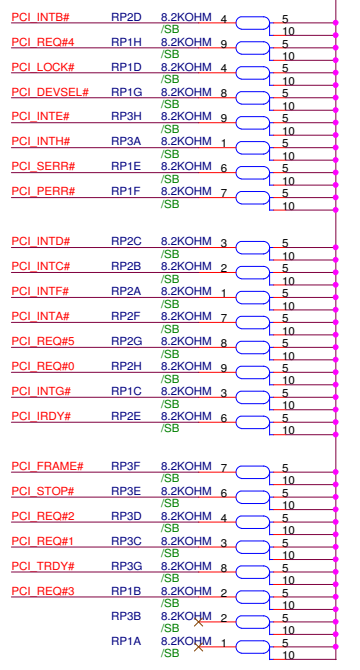 PCI_INTB# RP2D 8.2KOHM 4 5
/SB 10
PCI_REQ#4 RP1H 8.2KOHM 9 5
/SB 10
PCI_LOCK# RP1D 8.2KOHM 4 5
/SB 10
PCI_DEVSEL# RP1G 8.2KOHM 8 5
/SB 10
PCI_INTE# RP3H 8.2KOHM 9 5
/SB 10
PCI_INTH# RP3A 8.2KOHM 1 5
/SB 10
PCI_SERR# RP1E 8.2KOHM 6 5
/SB 10
PCI_PERR# RP1F 8.2KOHM 7 5
/SB 10
PCI_INTD# RP2C 8.2KOHM 3 5
/SB 10
PCI_INTC# RP2B 8.2KOHM 2 5
/SB 10
PCI_INTF# RP2A 8.2KOHM 1 5
/SB 10
PCI_INTA# RP2F 8.2KOHM 7 5
/SB 10
PCI_REQ#5 RP2G 8.2KOHM 8 5
/SB 10
PCI_REQ#0 RP2H 8.2KOHM 9 5
/SB 10
PCI_INTG# RP1C 8.2KOHM 3 5
/SB 10
PCI_IRDY# RP2E 8.2KOHM 6 5
/SB 10
PCI_FRAME# RP3F 8.2KOHM 7 5
/SB 10
PCI_STOP# RP3E 8.2KOHM 6 5
/SB 10
PCI_REQ#2 RP3D 8.2KOHM 4 5
/SB 10
PCI_REQ#1 RP3C 8.2KOHM 3 5
/SB 10
PCI_TRDY# RP3G 8.2KOHM 8 5
/SB 10
PCI_REQ#3 RP1B 8.2KOHM 2 5
/SB 10
RP3B 8.2KOHM 2 5
/SB 10
RP1A 8.2KOHM 1 5
/SB 10